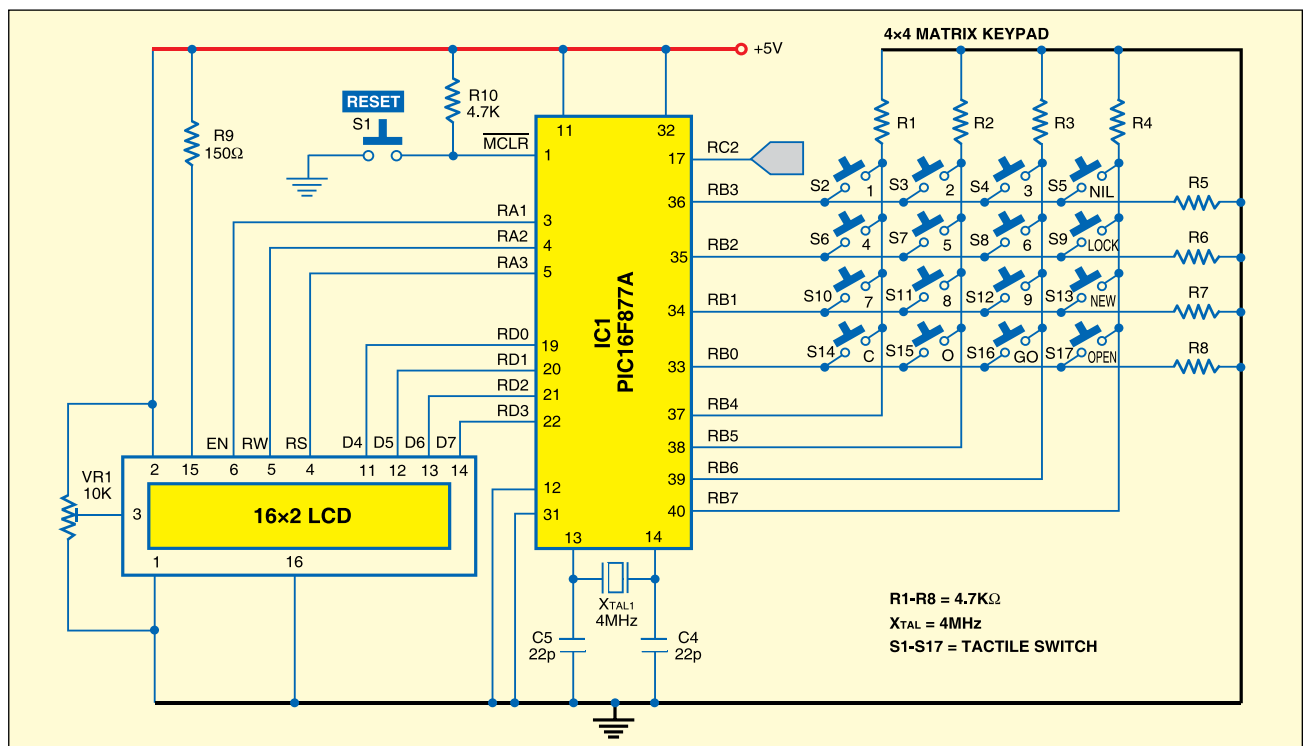 4×4 MATRIX KEYPAD
+5V
RESET
S1
R10
4.7K
R9
150Ω
MCLR
1
11
32
R1
R2
R3
R4
RC2
17
RB3
36
S2
1
S3
2
S4
3
S5
NIL
R5
RA1
3
RA2
4
RA3
5
RB2
35
S6
4
S7
5
S8
6
S9
LOCK
R6
RB1
34
S10
7
S11
8
S12
9
S13
NEW
R7
RB0
33
S14
C
S15
O
S16
GO
S17
OPEN
R8
IC1
PIC16F877A
RD0
19
RD1
20
RD2
21
RD3
22
RB4
37
RB5
38
RB6
39
RB7
40
12
31
13
14
EN
RW
RS
D4
D5
D6
D7
2
15
6
5
4
11
12
13
14
VR1
10K
3
16×2 LCD
1
16
XTAL1
4MHz
C5
22p
C4
22p
R1-R8 = 4.7KΩ
XTAL = 4MHz
S1-S17 = TACTILE SWITCH